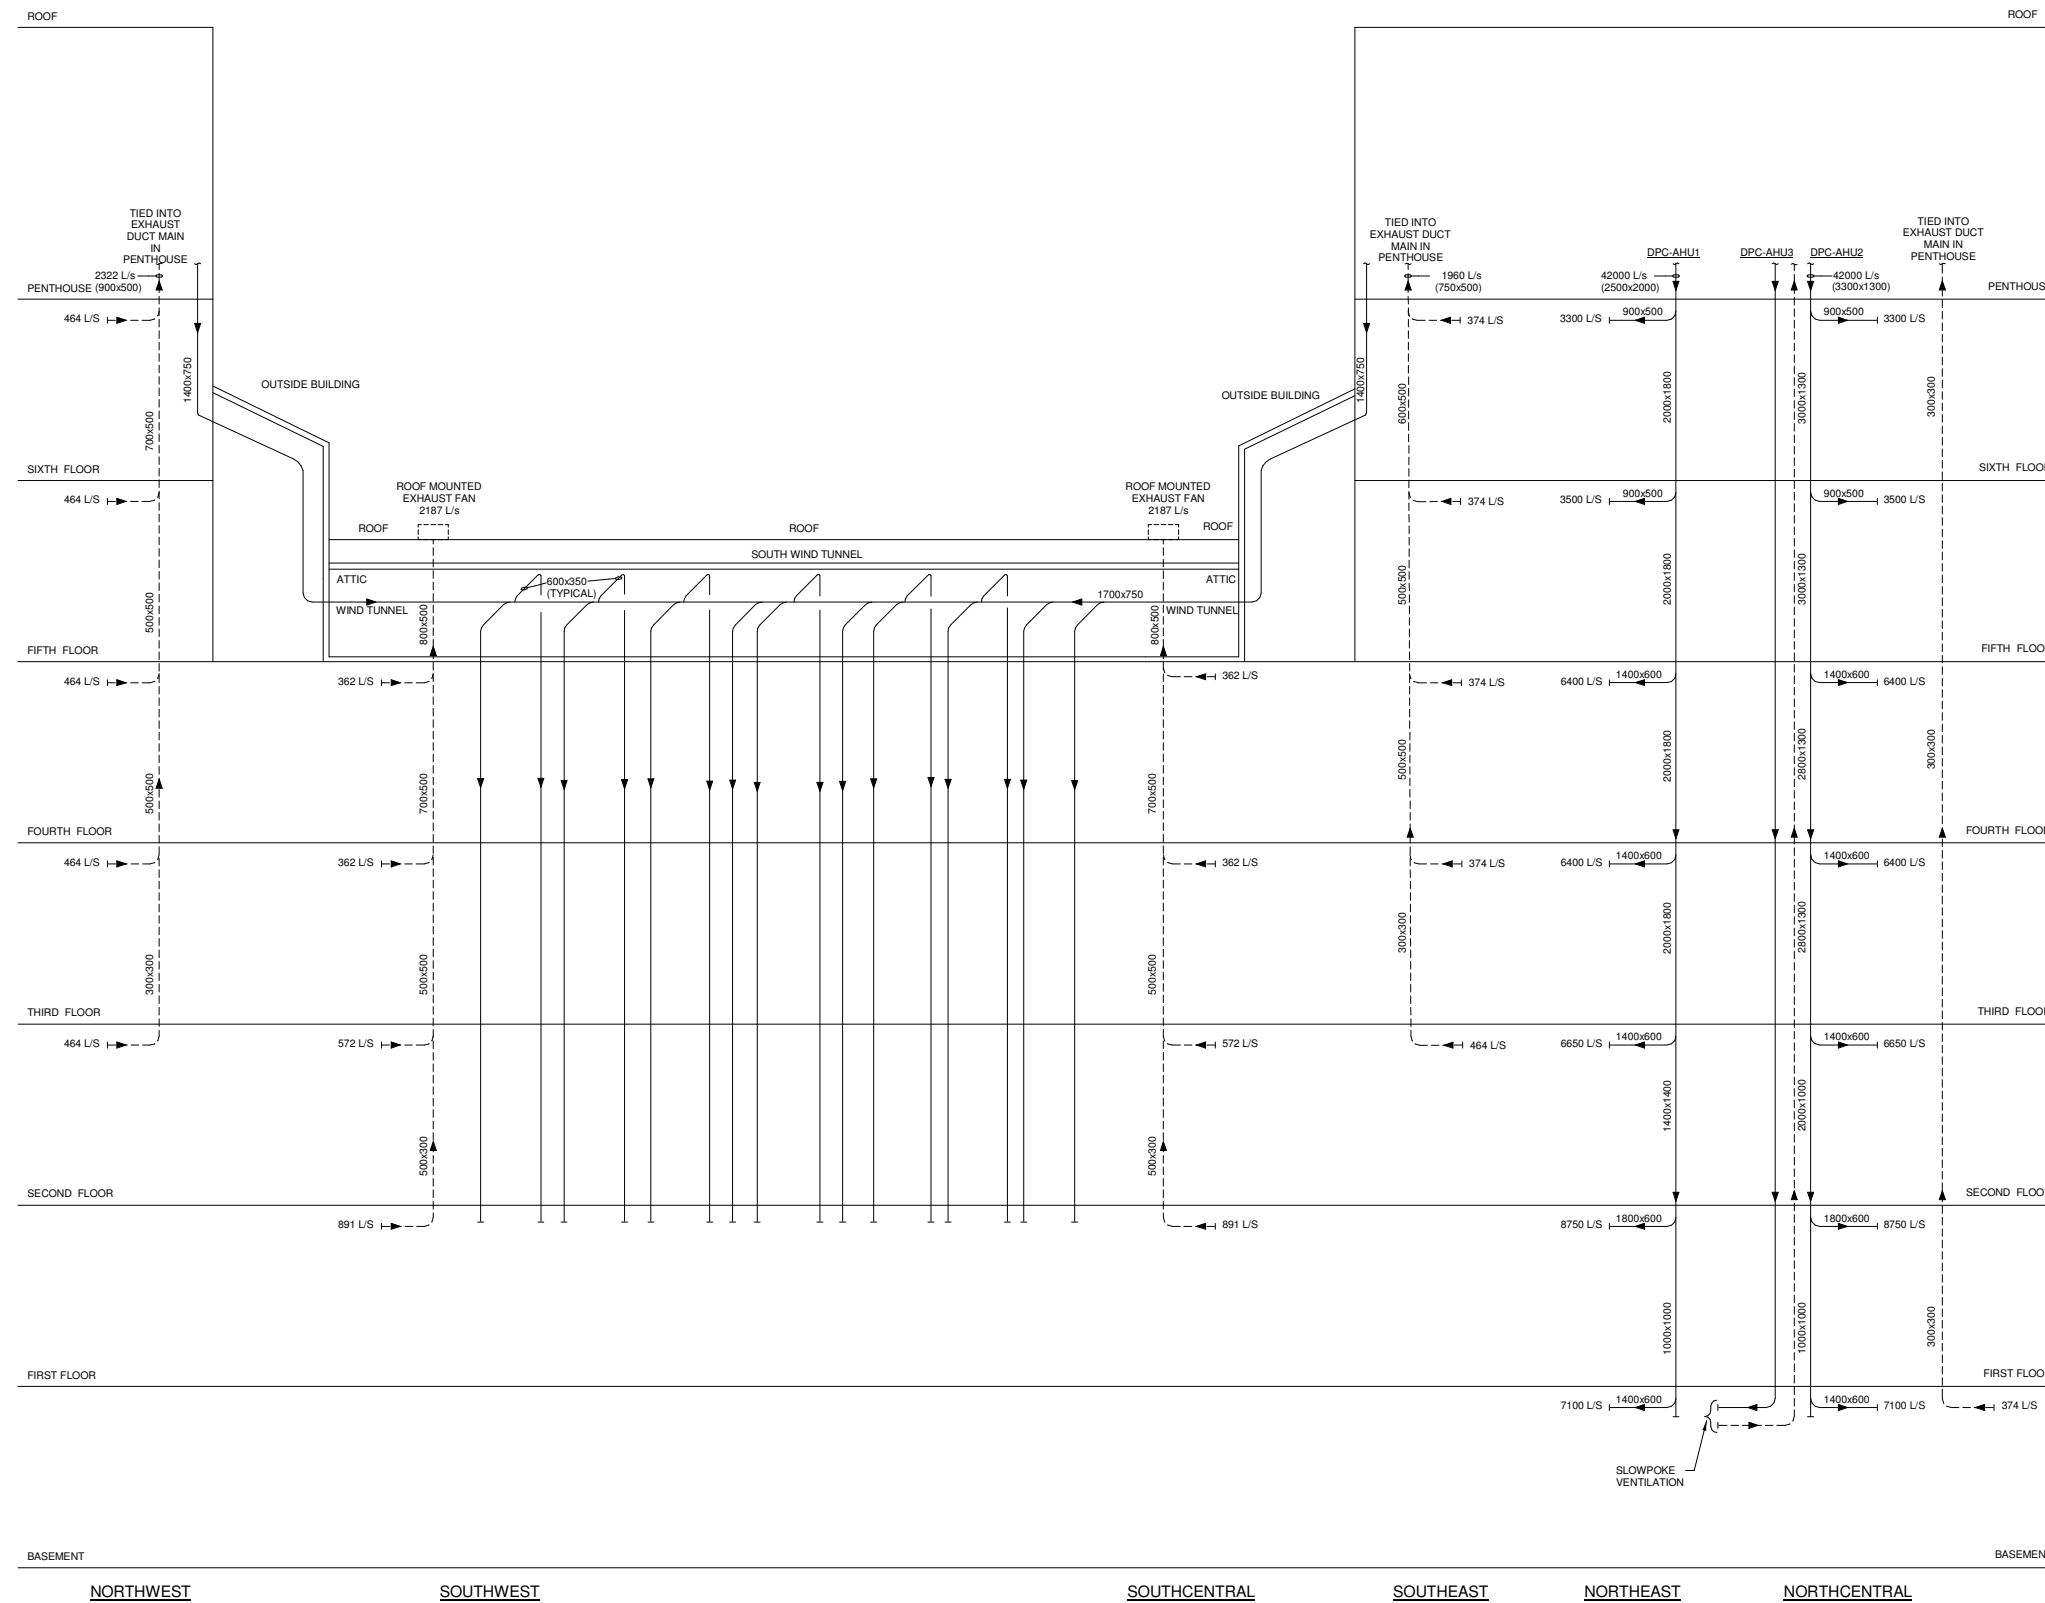 ROOF
ROOF
TIED INTO
EXHAUST
DUCT MAIN
IN
PENTHOUSE
2322 L/s
(900x500)
PENTHOUSE
TIED INTO
EXHAUST DUCT
MAIN IN
PENTHOUSE
1960 L/s
(750x500)
DPC-AHU1
42000 L/s
(2500x2000)
DPC-AHU3
DPC-AHU2
42000 L/s
(3300x1300)
TIED INTO
EXHAUST DUCT
MAIN IN
PENTHOUSE
PENTHOUS
464 L/S
374 L/S
3300 L/S
900x500
900x500
3300 L/S
1400x750
700x500
OUTSIDE BUILDING
OUTSIDE BUILDING
1400x750
600x500
2000x1800
3000x1300
300x300
SIXTH FLOOR
SIXTH FLOOR
464 L/S
ROOF MOUNTED
EXHAUST FAN
2187 L/s
ROOF MOUNTED
EXHAUST FAN
2187 L/s
374 L/S
3500 L/S
900x500
900x500
3500 L/S
ROOF
ROOF
ROOF
SOUTH WIND TUNNEL
ATTIC
600x350
(TYPICAL)
ATTIC
1700x750
WIND TUNNEL
WIND TUNNEL
500x500
800x500
800x500
500x500
2000x1800
3000x1300
FIFTH FLOOR
FIFTH FLOO
464 L/S
362 L/S
362 L/S
374 L/S
6400 L/S
1400x600
1400x600
6400 L/S
500x500
700x500
700x500
500x500
2000x1800
2800x1300
300x300
FOURTH FLOOR
FOURTH FLOOR
464 L/S
362 L/S
362 L/S
374 L/S
6400 L/S
1400x600
1400x600
6400 L/S
300x300
500x500
500x500
300x300
2000x1800
2800x1300
THIRD FLOOR
THIRD FLOOR
464 L/S
572 L/S
572 L/S
464 L/S
6650 L/S
1400x600
1400x600
6650 L/S
500x300
500x300
1400x1400
2000x1000
SECOND FLOOR
SECOND FLOO
891 L/S
891 L/S
8750 L/S
1800x600
1800x600
8750 L/S
1000x1000
1000x1000
300x300
FIRST FLOOR
FIRST FLOO
7100 L/S
1400x600
1400x600
7100 L/S
374 L/S
SLOWPOKE
VENTILATION
BASEMENT
BASEMEN
NORTHWEST
SOUTHWEST
SOUTHCENTRAL
SOUTHEAST
NORTHEAST
NORTHCENTRAL